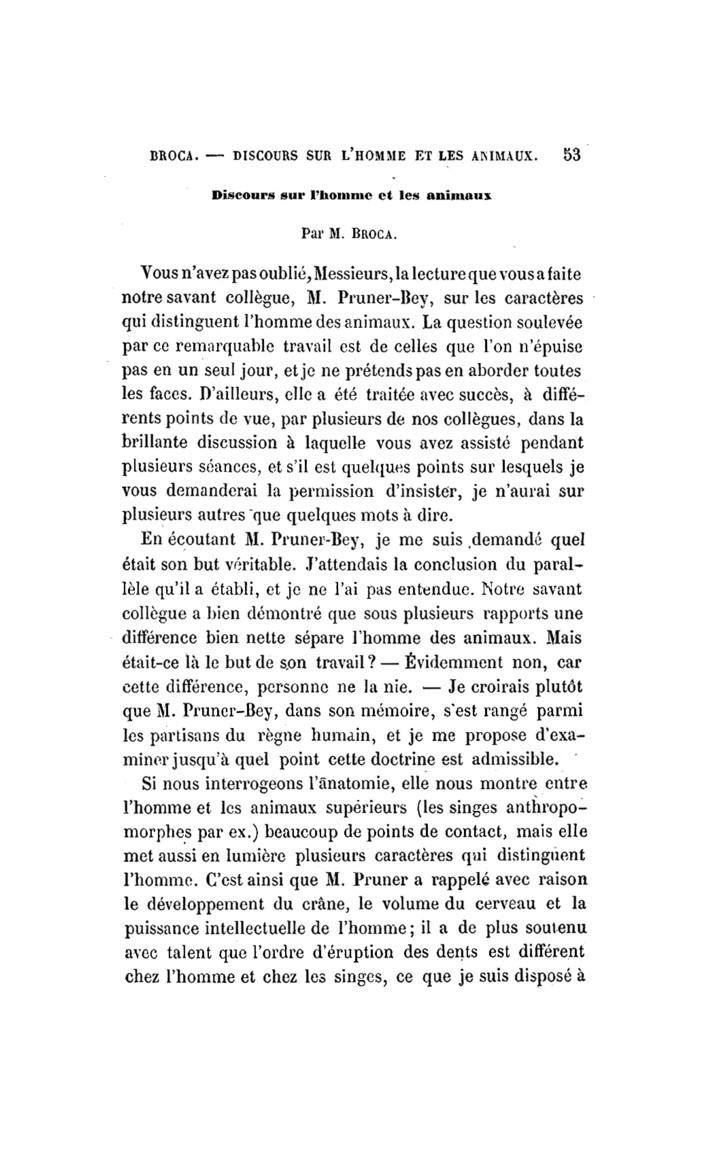 BROCA. — DISCOURS SUR L'HOMME ET LES ANIMAUX. 53
Discours sur l'homme et les animaux
Par M. BROCA.
Vous n'avez pas oublié, Messieurs, la lecture que vous a faite
notre savant collègue, M. Pruner-Bey, sur les caractères
qui distinguent l'homme des animaux. La question soulevée
par ce remarquable travail est de celles que l'on n'épuise
pas en un seul jour, et je ne prétends pas en aborder toutes
les faces. D'ailleurs, elle a été traitée avec succès, à diffé-
rents points de vue, par plusieurs de nos collègues, dans la
brillante discussion à laquelle vous avez assisté pendant
plusieurs séances, et s'il est quelques points sur lesquels je
vous demanderai la permission d'insister, je n'aurai sur
plusieurs autres que quelques mots à dire.
En écoutant M. Pruner-Bey, je me suis demandé quel
était son but véritable. J'attendais la conclusion du paral-
lèle qu'il a établi, et je ne l'ai pas entendue. Notre savant
collègue a bien démontré que sous plusieurs rapports une
différence bien nette sépare l'homme des animaux. Mais
était-ce là le but de son travail? — Évidemment non, car
cette différence, personne ne la nie. — Je croirais plutôt
que M. Pruner-Bey, dans son mémoire, s'est rangé parmi
les partisans du règne humain, et je me propose d'exa-
miner jusqu'à quel point cette doctrine est admissible.
Si nous interrogeons l'anatomie, elle nous montre entre
l'homme et les animaux supérieurs (les singes anthropo-
morphes par ex.) beaucoup de points de contact, mais elle
met aussi en lumière plusieurs caractères qui distinguent
l'homme. C'est ainsi que M. Pruner a rappelé avec raison
le développement du crâne, le volume du cerveau et la
puissance intellectuelle de l'homme; il a de plus soutenu
avec talent que l'ordre d'éruption des dents est différent
chez l'homme et chez les singes, ce que je suis disposé à